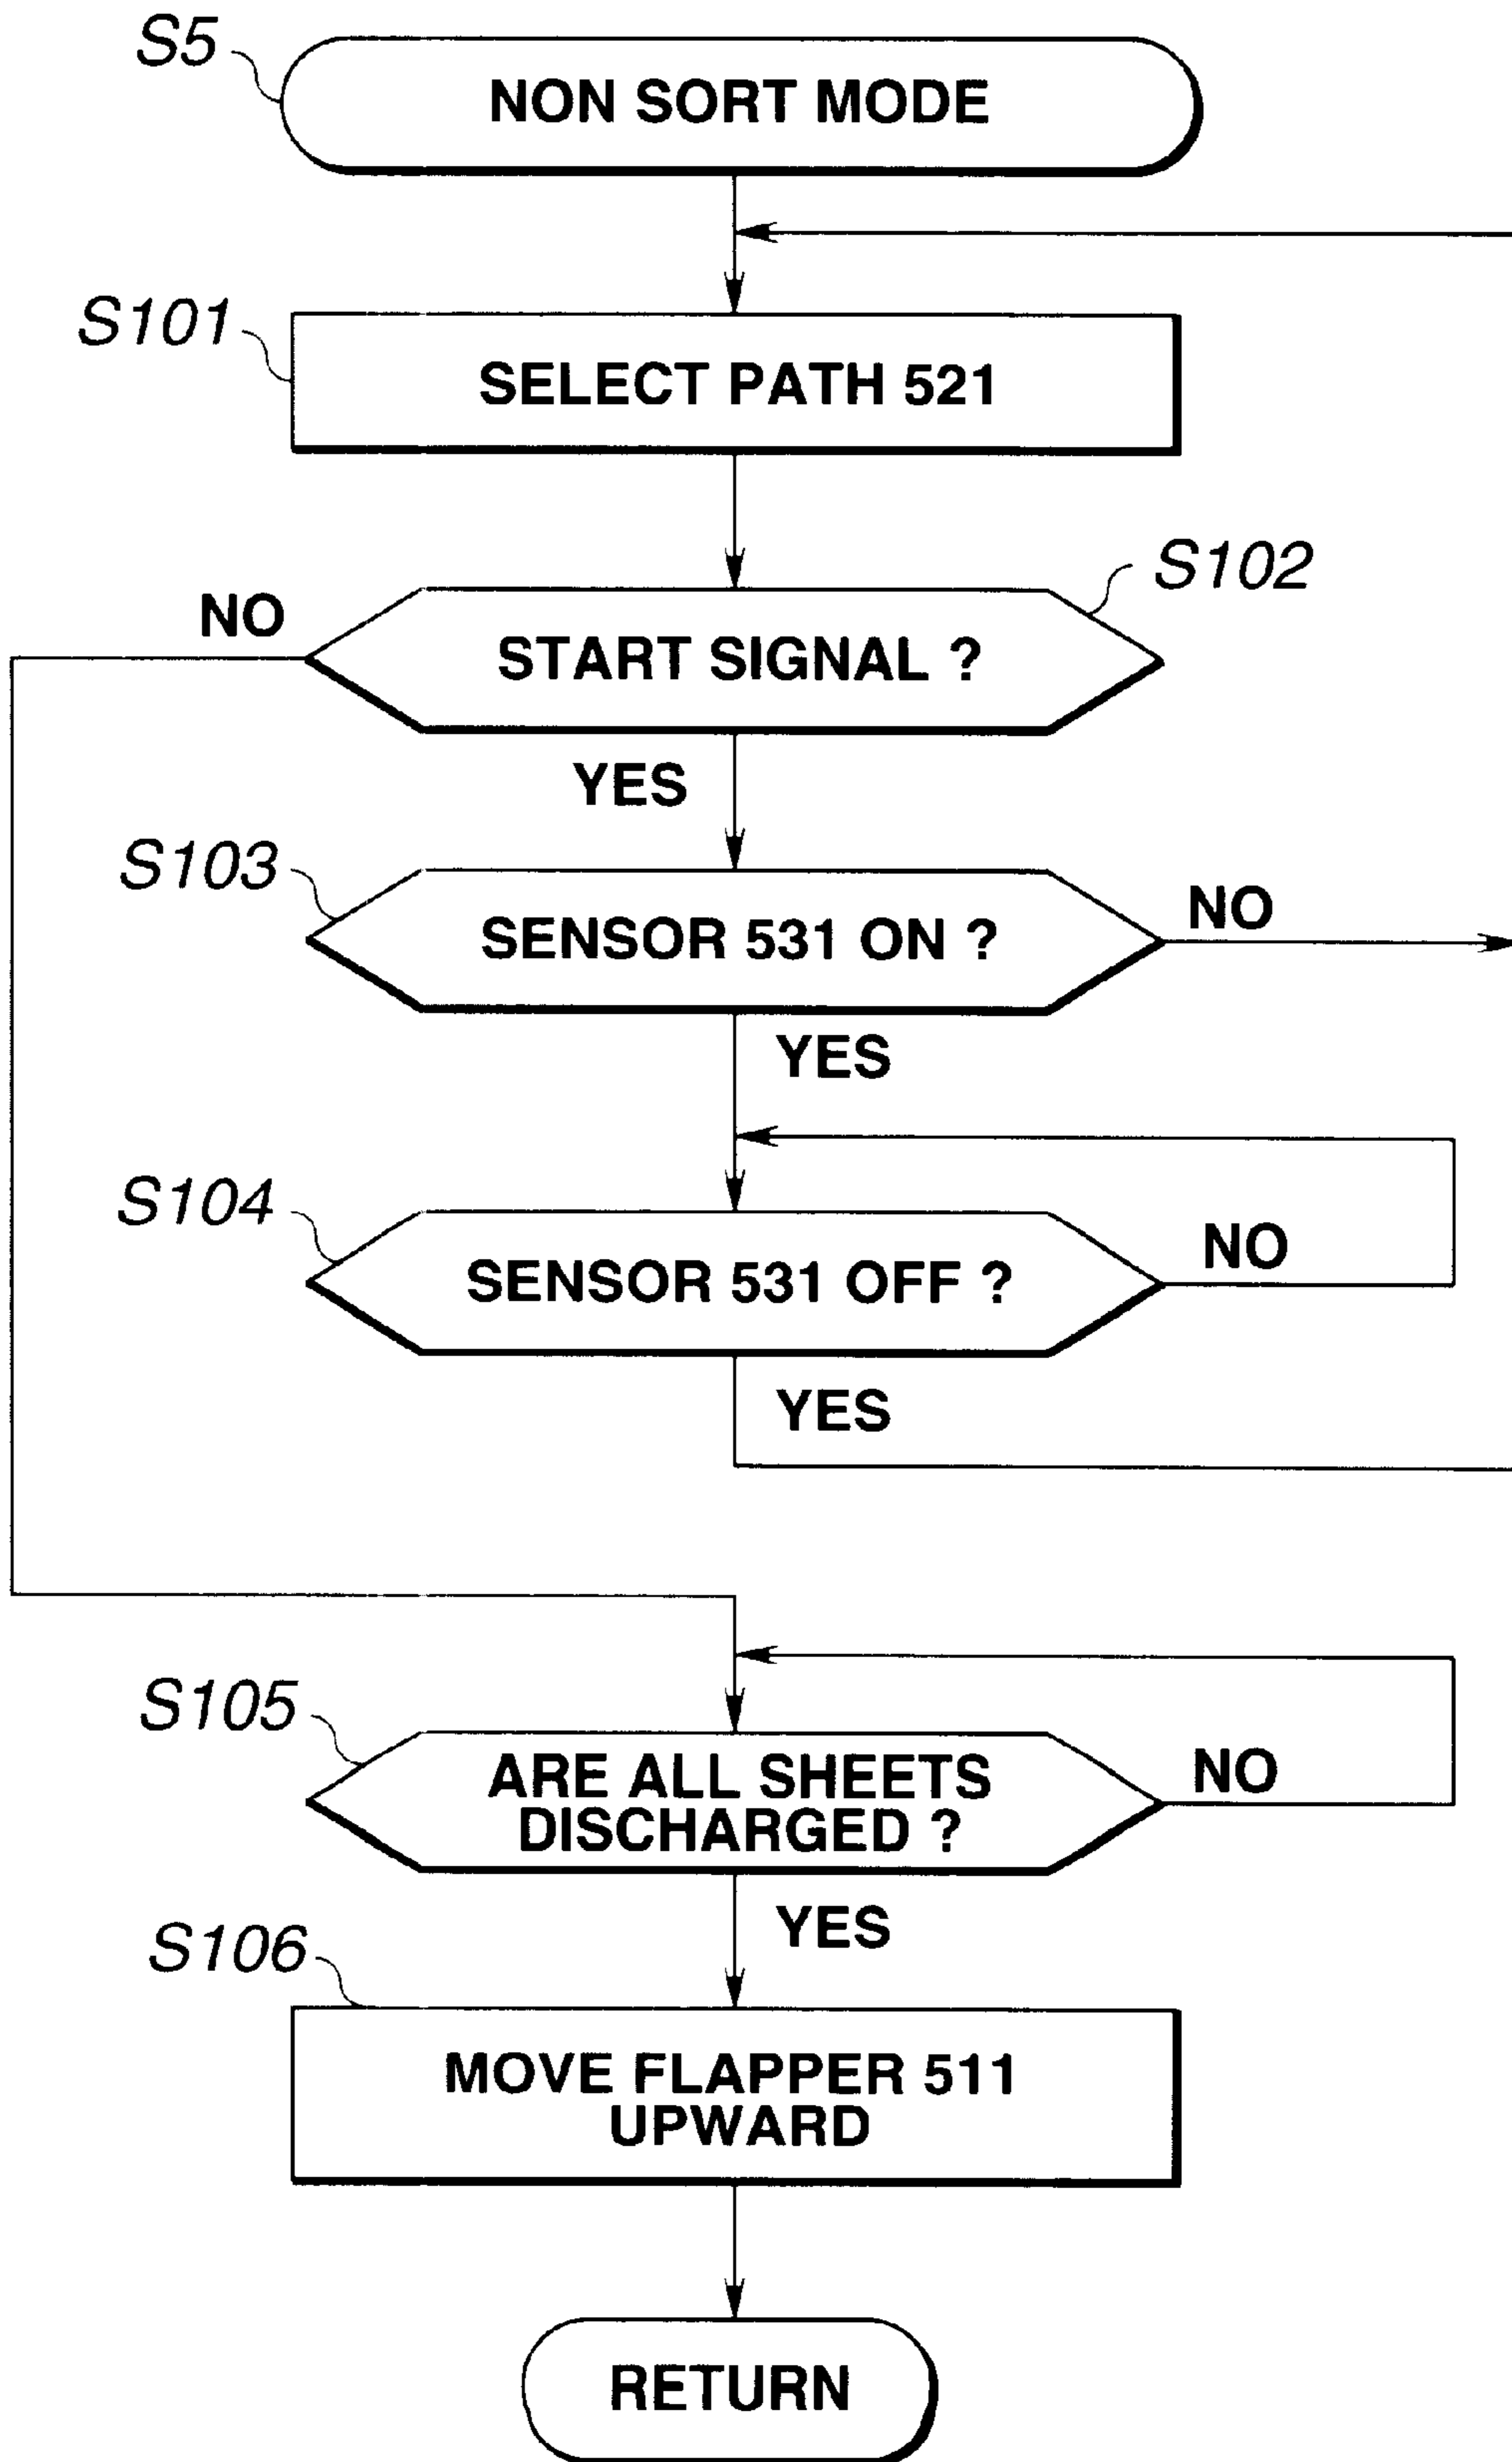 S5
NON SORT MODE
S101
SELECT PATH 521
S102
NO
START SIGNAL ?
YES
S103
NO
SENSOR 531 ON ?
YES
S104
NO
SENSOR 531 OFF ?
YES
S105
ARE ALL SHEETS
DISCHARGED ?
NO
YES
S106
MOVE FLAPPER 511
UPWARD
RETURN